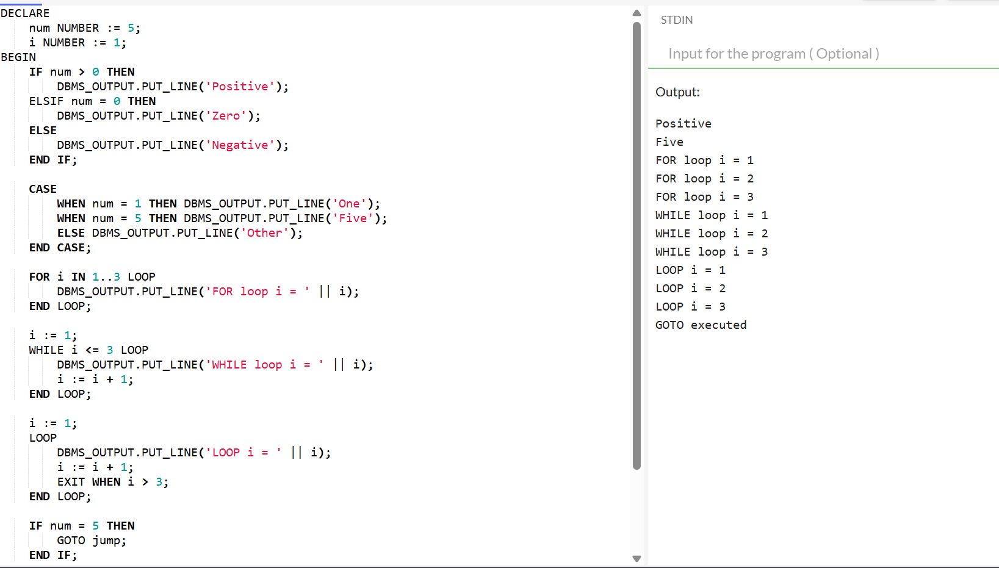 DECLARE
    num NUMBER := 5;
    i NUMBER := 1;
BEGIN
    IF num > 0 THEN
        DBMS_OUTPUT.PUT_LINE('Positive');
    ELSIF num = 0 THEN
        DBMS_OUTPUT.PUT_LINE('Zero');
    ELSE
        DBMS_OUTPUT.PUT_LINE('Negative');
    END IF;

    CASE
        WHEN num = 1 THEN DBMS_OUTPUT.PUT_LINE('One');
        WHEN num = 5 THEN DBMS_OUTPUT.PUT_LINE('Five');
        ELSE DBMS_OUTPUT.PUT_LINE('Other');
    END CASE;

    FOR i IN 1..3 LOOP
        DBMS_OUTPUT.PUT_LINE('FOR loop i = ' || i);
    END LOOP;

    i := 1;
    WHILE i <= 3 LOOP
        DBMS_OUTPUT.PUT_LINE('WHILE loop i = ' || i);
        i := i + 1;
    END LOOP;

    i := 1;
    LOOP
        DBMS_OUTPUT.PUT_LINE('LOOP i = ' || i);
        i := i + 1;
        EXIT WHEN i > 3;
    END LOOP;

    IF num = 5 THEN
        GOTO jump;
    END IF;
STDIN
Input for the program ( Optional )
Output:
Positive
Five
FOR loop i = 1
FOR loop i = 2
FOR loop i = 3
WHILE loop i = 1
WHILE loop i = 2
WHILE loop i = 3
LOOP i = 1
LOOP i = 2
LOOP i = 3
GOTO executed